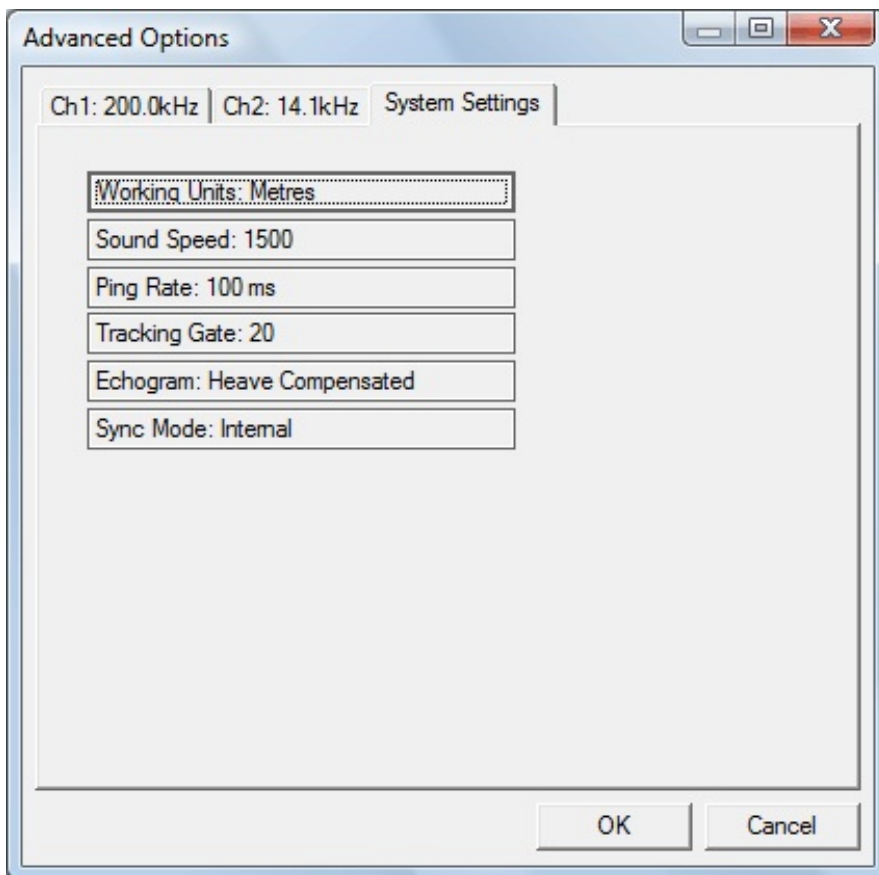 Advanced Options
Ch1: 200.0kHz Ch2: 14.1kHz System Settings
Working Units: Metres
Sound Speed: 1500
Ping Rate: 100 ms
Tracking Gate: 20
Echogram: Heave Compensated
Sync Mode: Internal
OK Cancel